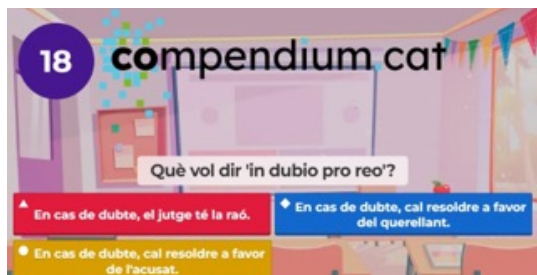 18
compendium.cat
Què vol dir 'in dubio pro reo'?
En cas de dubte, el jutge té la raó.
En cas de dubte, cal resoldre a favor
del querellant.
En cas de dubte, cal resoldre a favor
de l'acusat.